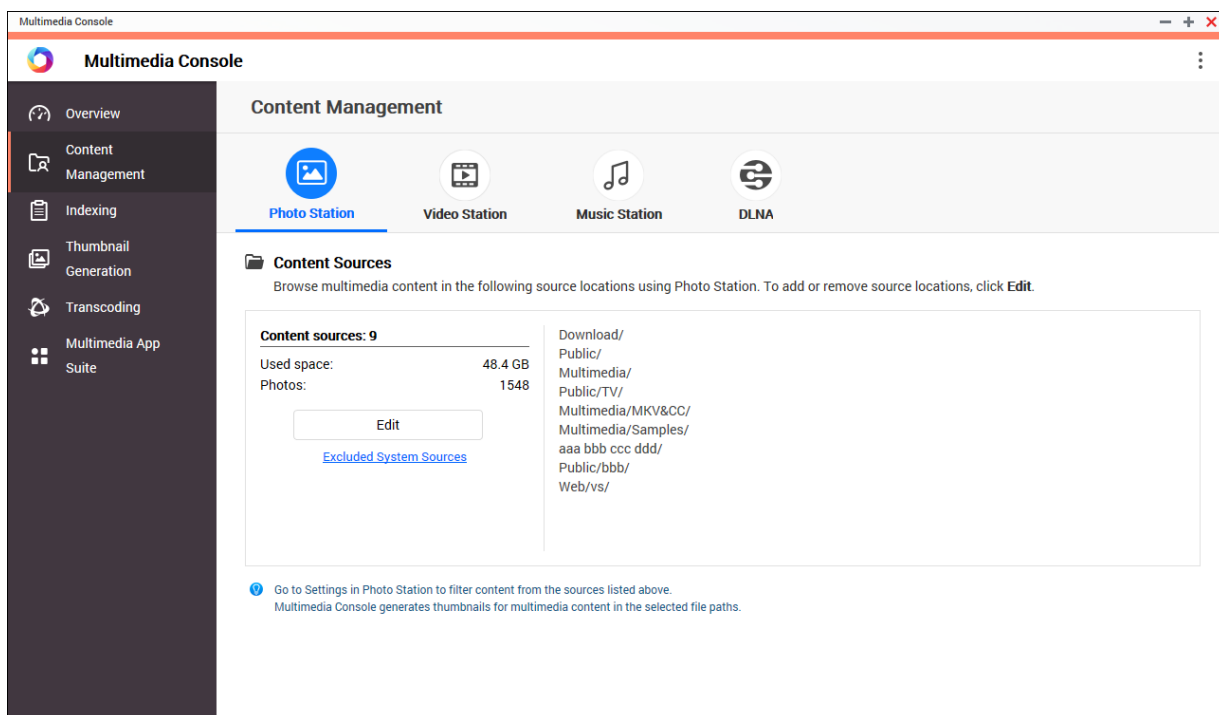 Multimedia Console
Multimedia Console
Overview
Content
Management
Indexing
Thumbnail
Generation
Transcoding
Multimedia App
Suite
Content Management
Photo Station
Video Station
Music Station
DLNA
Content Sources
Browse multimedia content in the following source locations using Photo Station. To add or remove source locations, click Edit.
Content sources: 9
Used space: 48.4 GB
Photos: 1548
Edit
Excluded System Sources
Download/
Public/
Multimedia/
Public/TV/
Multimedia/MKV&CC/
Multimedia/Samples/
aaa bbb ccc ddd/
Public/bbb/
Web/vs/
Go to Settings in Photo Station to filter content from the sources listed above.
Multimedia Console generates thumbnails for multimedia content in the selected file paths.